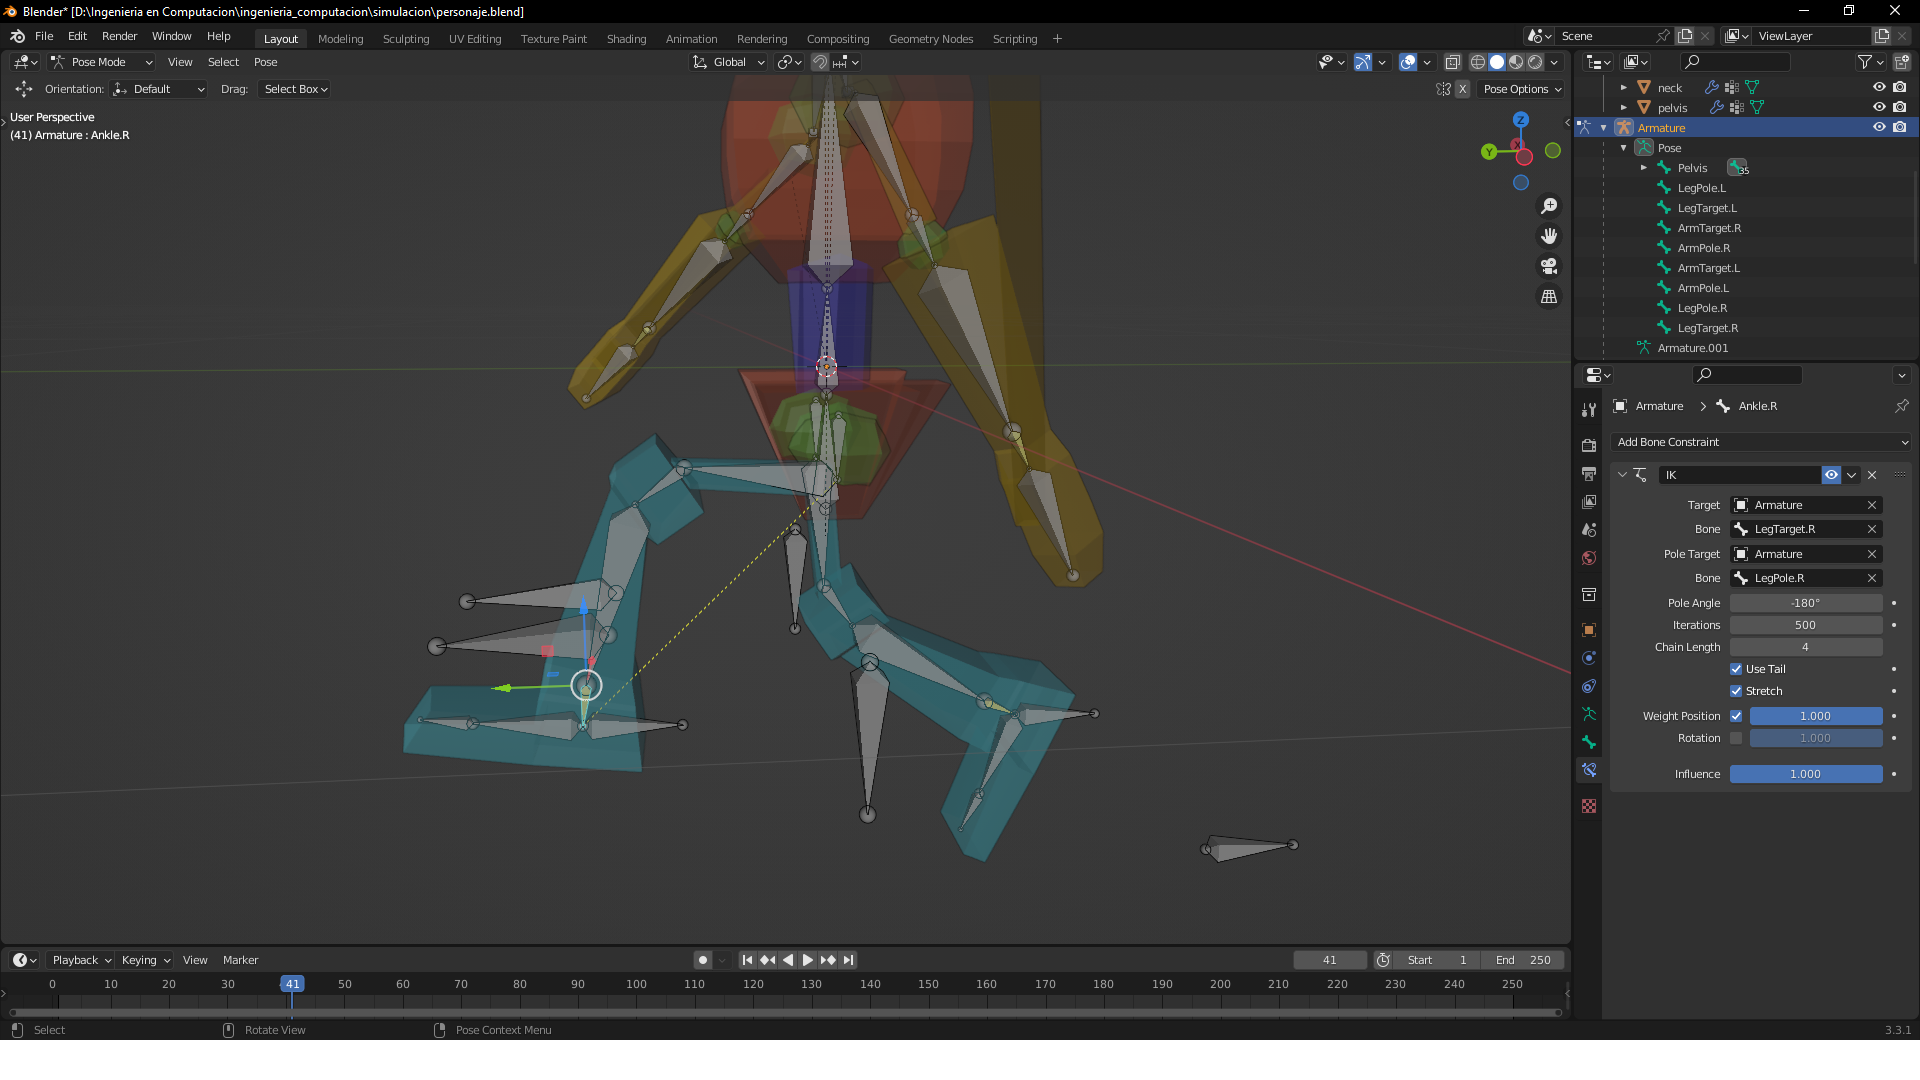 Blender* [D:\Ingenieria en Computacion\ingenieria_computacion\simulacion\personaje.blend]
File Edit Render Window Help Layout Modeling Sculpting UV Editing Texture Paint Shading Animation Rendering Compositing Geometry Nodes Scripting + Scene ViewLayer
Pose Mode View Select Pose Global
Orientation: Default Drag: Select Box X Pose Options
User Perspective
(41) Armature : Ankle.R
Z
Y
X
neck
pelvis
Armature
Pose
Pelvis 35
LegPole.L
LegTarget.L
ArmTarget.R
ArmPole.R
ArmTarget.L
ArmPole.L
LegPole.R
LegTarget.R
Armature.001
Armature Ankle.R
Add Bone Constraint
IK
Target Armature
Bone LegTarget.R
Pole Target Armature
Bone LegPole.R
Pole Angle -180°
Iterations 500
Chain Length 4
Use Tail
Stretch
Weight Position 1.000
Rotation 1.000
Influence 1.000
Playback Keying View Marker 41 Start 1 End 250
0 10 20 30 41 50 60 70 80 90 100 110 120 130 140 150 160 170 180 190 200 210 220 230 240 250
Select Rotate View Pose Context Menu 3.3.1